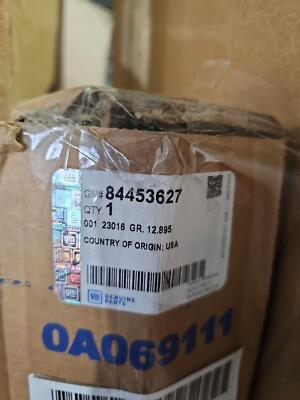 GM# 84453627
QTY 1
001 23016 GR. 12.895
COUNTRY OF ORIGIN: USA
GENUINE
PARTS
0A069111